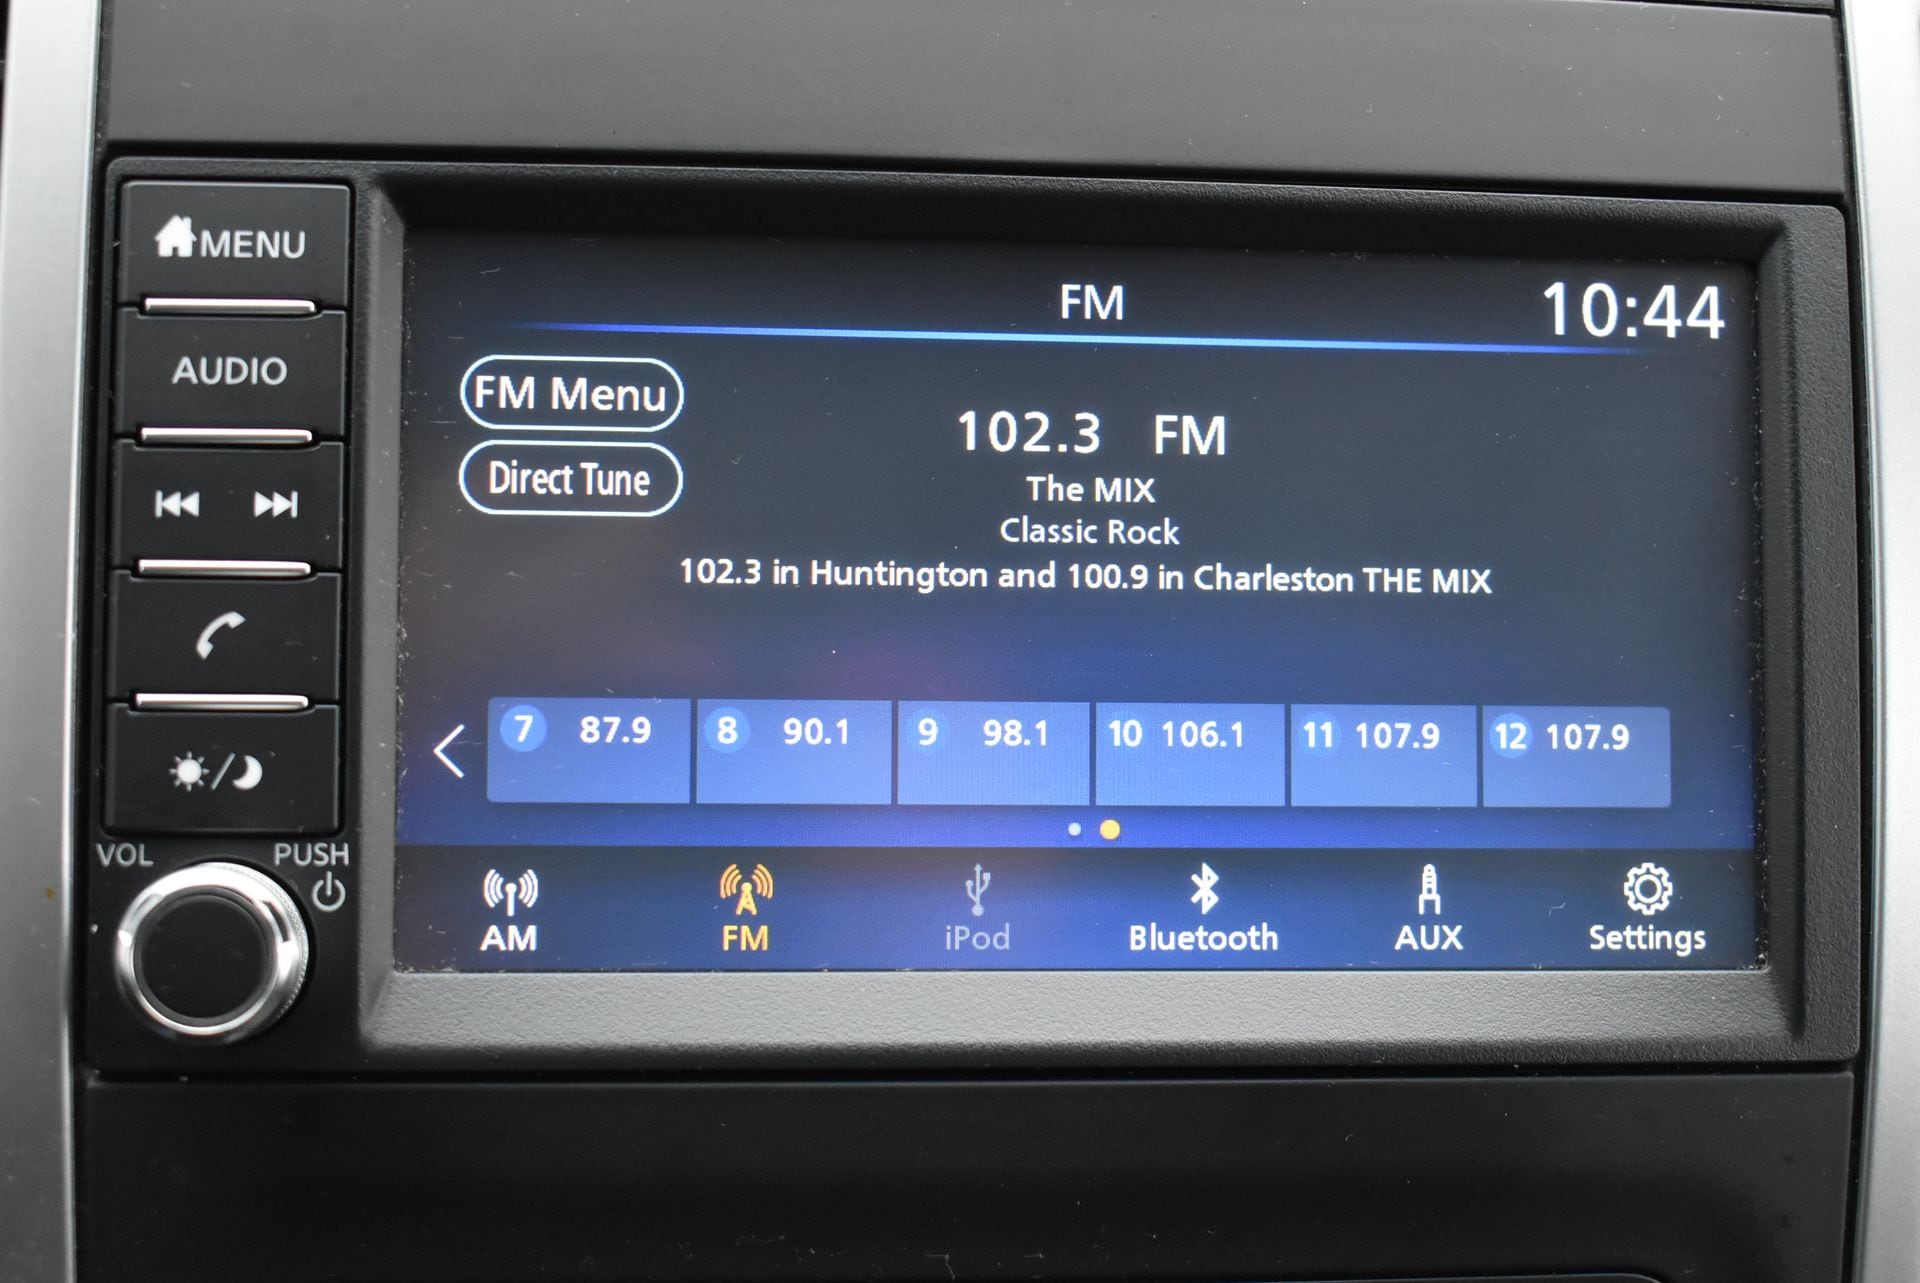 MENU
AUDIO
VOL PUSH
FM 10:44
FM Menu
Direct Tune
102.3 FM
The MIX
Classic Rock
102.3 in Huntington and 100.9 in Charleston THE MIX
7 87.9 8 90.1 9 98.1 10 106.1 11 107.9 12 107.9
AM FM iPod Bluetooth AUX Settings